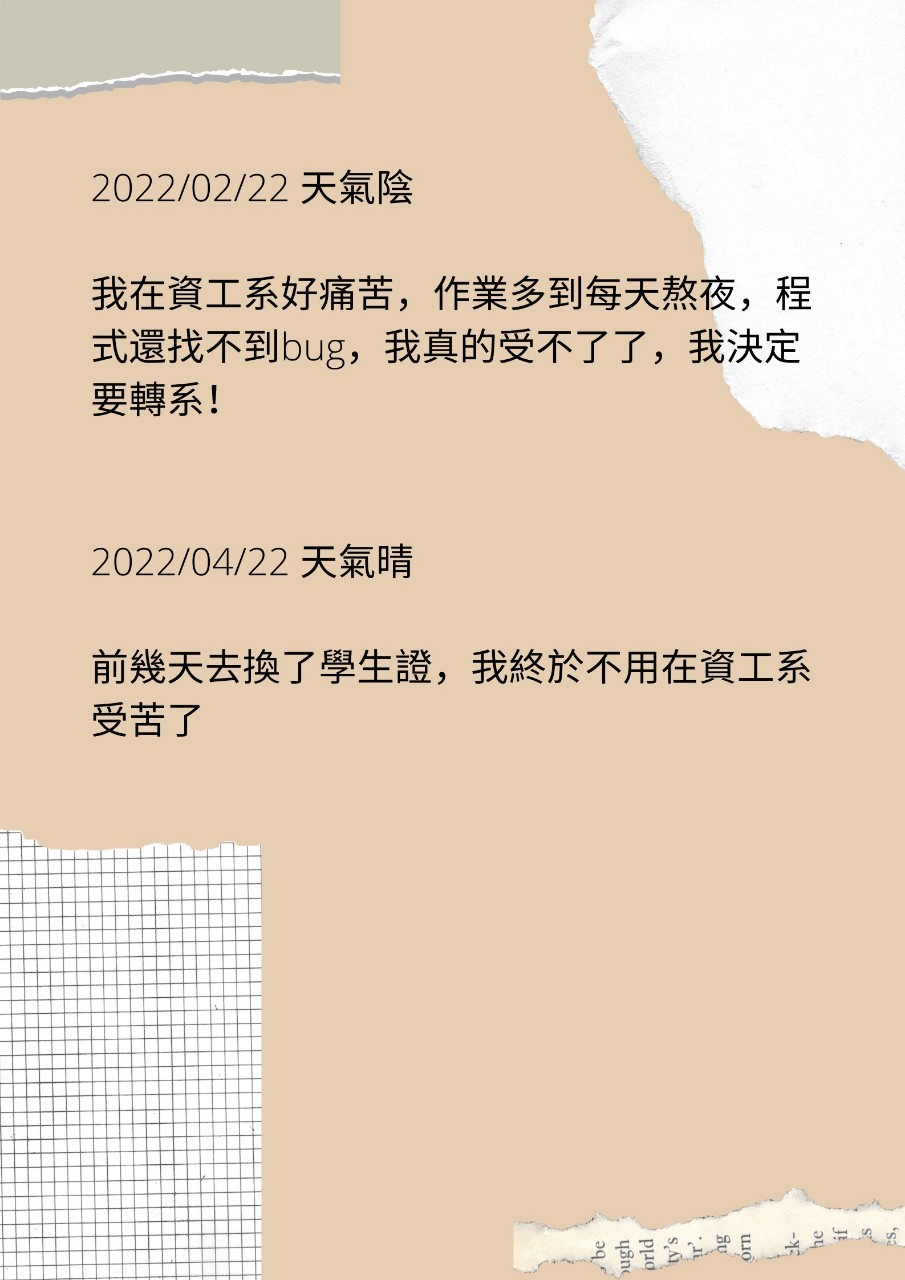 2022/02/22 天氣陰
我在資工系好痛苦，作業多到每天熬夜，程
式還找不到bug，我真的受不了了，我決定
要轉系！
2022/04/22 天氣晴
前幾天去換了學生證，我終於不用在資工系
受苦了
be
ugh
orld
ty's
ur'.
ng
orn
ck-
he
if
s
es,